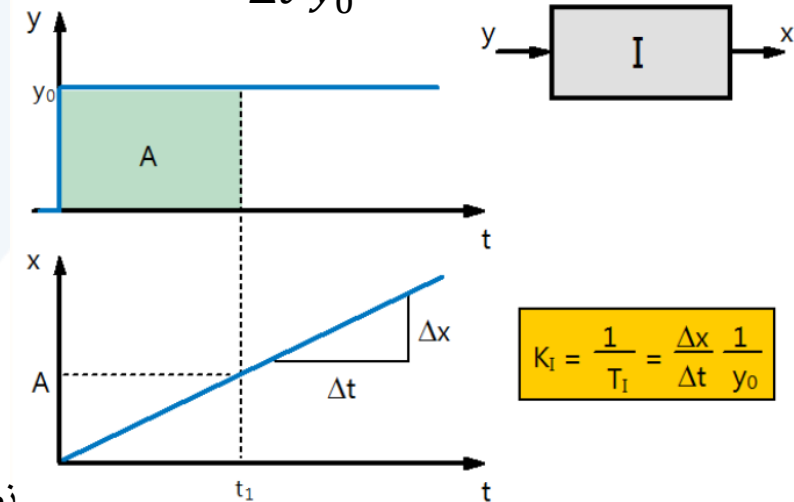 y
y₀
A
t
y
I
x
x
A
Δx
Δt
t₁
t
K_I = 1/T_I = Δx/Δt 1/y₀